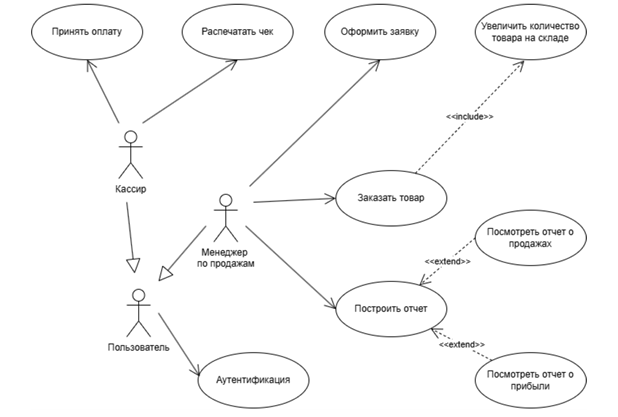 Принять оплату
Распечатать чек
Оформить заявку
Увеличить количество
товара на складе
<<include>>
Кассир
Заказать товар
Менеджер
по продажам
Посмотреть отчет о
продажах
<<extend>>
Построить отчет
Пользователь
<<extend>>
Аутентификация
Посмотреть отчет о
прибыли